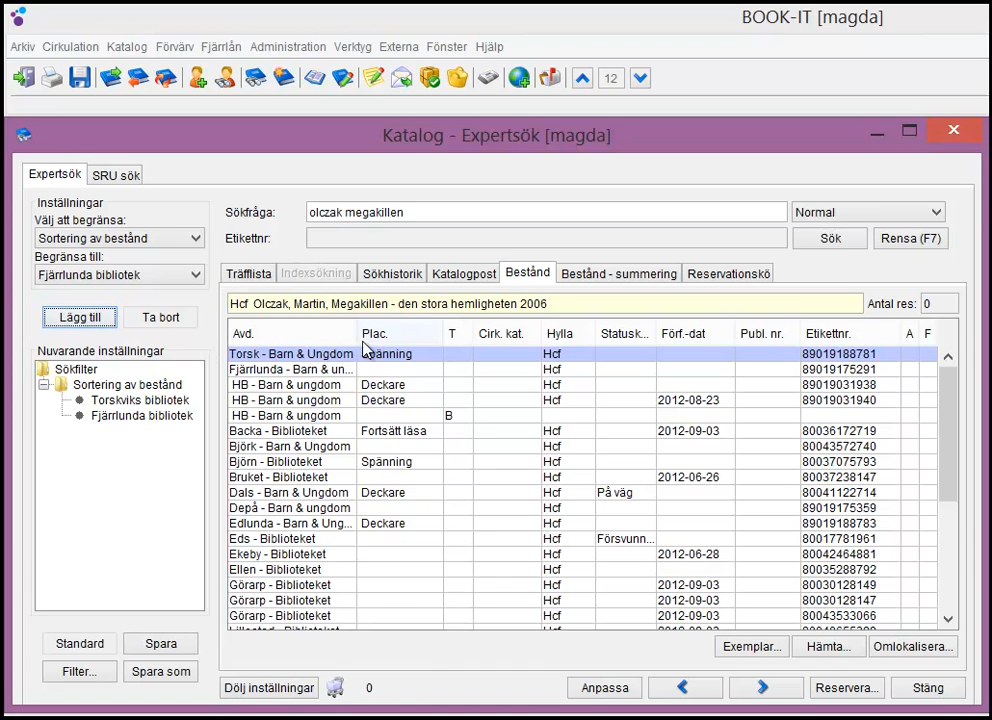 BOOK-IT [magda]
Arkiv Cirkulation Katalog Förvärv Fjärrlån Administration Verktyg Externa Fönster Hjälp
12
Katalog - Expertsök [magda]
Expertsök SRU sök
Inställningar
Välj att begränsa:
Sortering av bestånd
Begränsa till:
Fjärrlunda bibliotek
Lägg till Ta bort
Nuvarande inställningar
Sökfilter
Sortering av bestånd
Torskviks bibliotek
Fjärrlunda bibliotek
Standard Spara
Filter... Spara som
Sökfråga: olczak megakillen Normal
Etikettnr: Sök Rensa (F7)
Träfflista Indexsökning Sökhistorik Katalogpost Bestånd Bestånd - summering Reservationskö
Hcf Olczak, Martin, Megakillen - den stora hemligheten 2006 Antal res: 0
Avd. Plac. T Cirk. kat. Hylla Statusk... Förf.-dat Publ. nr. Etikettnr. A F
Torsk - Barn & Ungdom Spänning Hcf 89019188781
Fjärrlunda - Barn & un... Hcf 89019175291
HB - Barn & ungdom Deckare Hcf 89019031938
HB - Barn & ungdom Deckare Hcf 2012-08-23 89019031940
HB - Barn & ungdom B
Backa - Biblioteket Fortsätt läsa Hcf 2012-09-03 80036172719
Björk - Barn & Ungdom Hcf 80043572740
Björn - Biblioteket Spänning Hcf 80037075793
Bruket - Biblioteket Hcf 2012-06-26 80037238147
Dals - Barn & Ungdom Deckare Hcf På väg 80041122714
Depå - Barn & ungdom Hcf 89019175359
Edlunda - Barn & Ung... Deckare Hcf 89019188783
Eds - Biblioteket Hcf Försvunn... 80017781961
Ekeby - Biblioteket Hcf 2012-06-28 80042464881
Ellen - Biblioteket Hcf 80035288792
Görarp - Biblioteket Hcf 2012-09-03 80030128149
Görarp - Biblioteket Hcf 2012-09-03 80030128147
Görarp - Biblioteket Hcf 2012-09-03 80043533066
Exemplar... Hämta... Omlokalisera...
Dölj inställningar 0 Anpassa Reservera... Stäng